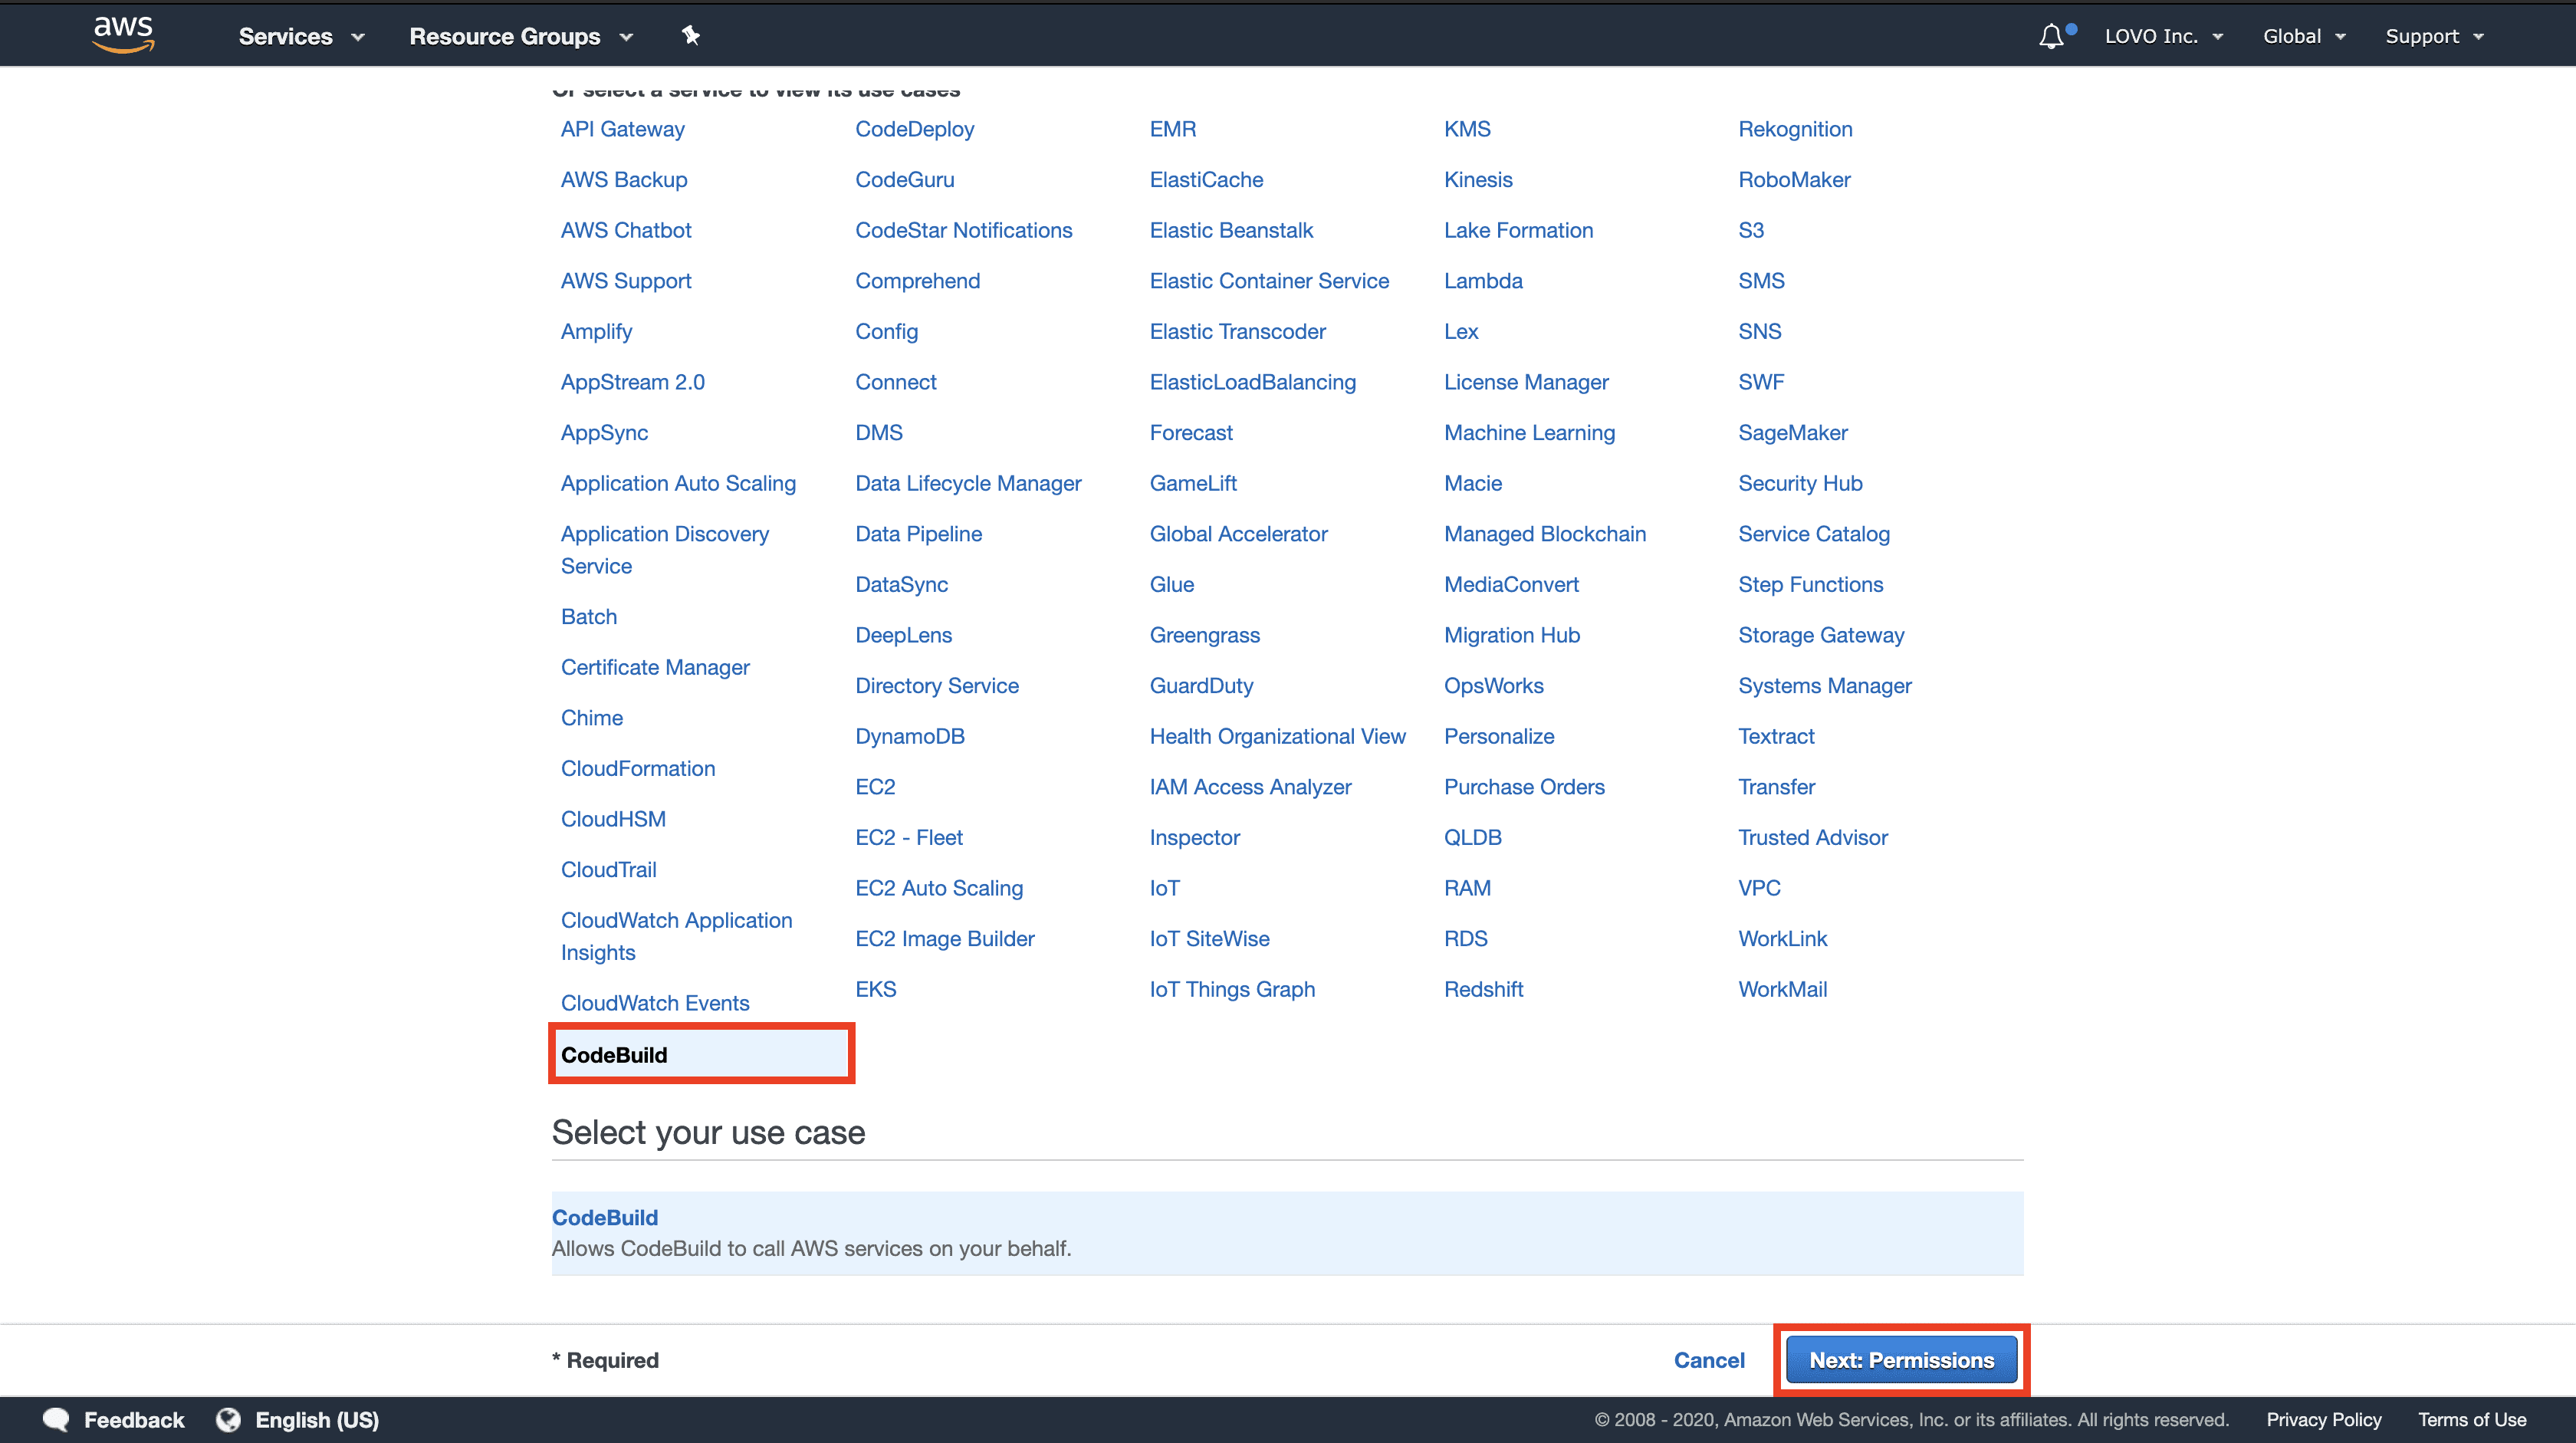 aws
Services
Resource Groups
LOVO Inc.
Global
Support
Or select a service to view its use cases
API Gateway
AWS Backup
AWS Chatbot
AWS Support
Amplify
AppStream 2.0
AppSync
Application Auto Scaling
Application Discovery
Service
Batch
Certificate Manager
Chime
CloudFormation
CloudHSM
CloudTrail
CloudWatch Application
Insights
CloudWatch Events
CodeBuild
CodeDeploy
CodeGuru
CodeStar Notifications
Comprehend
Config
Connect
DMS
Data Lifecycle Manager
Data Pipeline
DataSync
DeepLens
Directory Service
DynamoDB
EC2
EC2 - Fleet
EC2 Auto Scaling
EC2 Image Builder
EKS
EMR
ElastiCache
Elastic Beanstalk
Elastic Container Service
Elastic Transcoder
ElasticLoadBalancing
Forecast
GameLift
Global Accelerator
Glue
Greengrass
GuardDuty
Health Organizational View
IAM Access Analyzer
Inspector
IoT
IoT SiteWise
IoT Things Graph
KMS
Kinesis
Lake Formation
Lambda
Lex
License Manager
Machine Learning
Macie
Managed Blockchain
MediaConvert
Migration Hub
OpsWorks
Personalize
Purchase Orders
QLDB
RAM
RDS
Redshift
Rekognition
RoboMaker
S3
SMS
SNS
SWF
SageMaker
Security Hub
Service Catalog
Step Functions
Storage Gateway
Systems Manager
Textract
Transfer
Trusted Advisor
VPC
WorkLink
WorkMail
Select your use case
CodeBuild
Allows CodeBuild to call AWS services on your behalf.
* Required
Cancel
Next: Permissions
Feedback
English (US)
© 2008 - 2020, Amazon Web Services, Inc. or its affiliates. All rights reserved.
Privacy Policy
Terms of Use